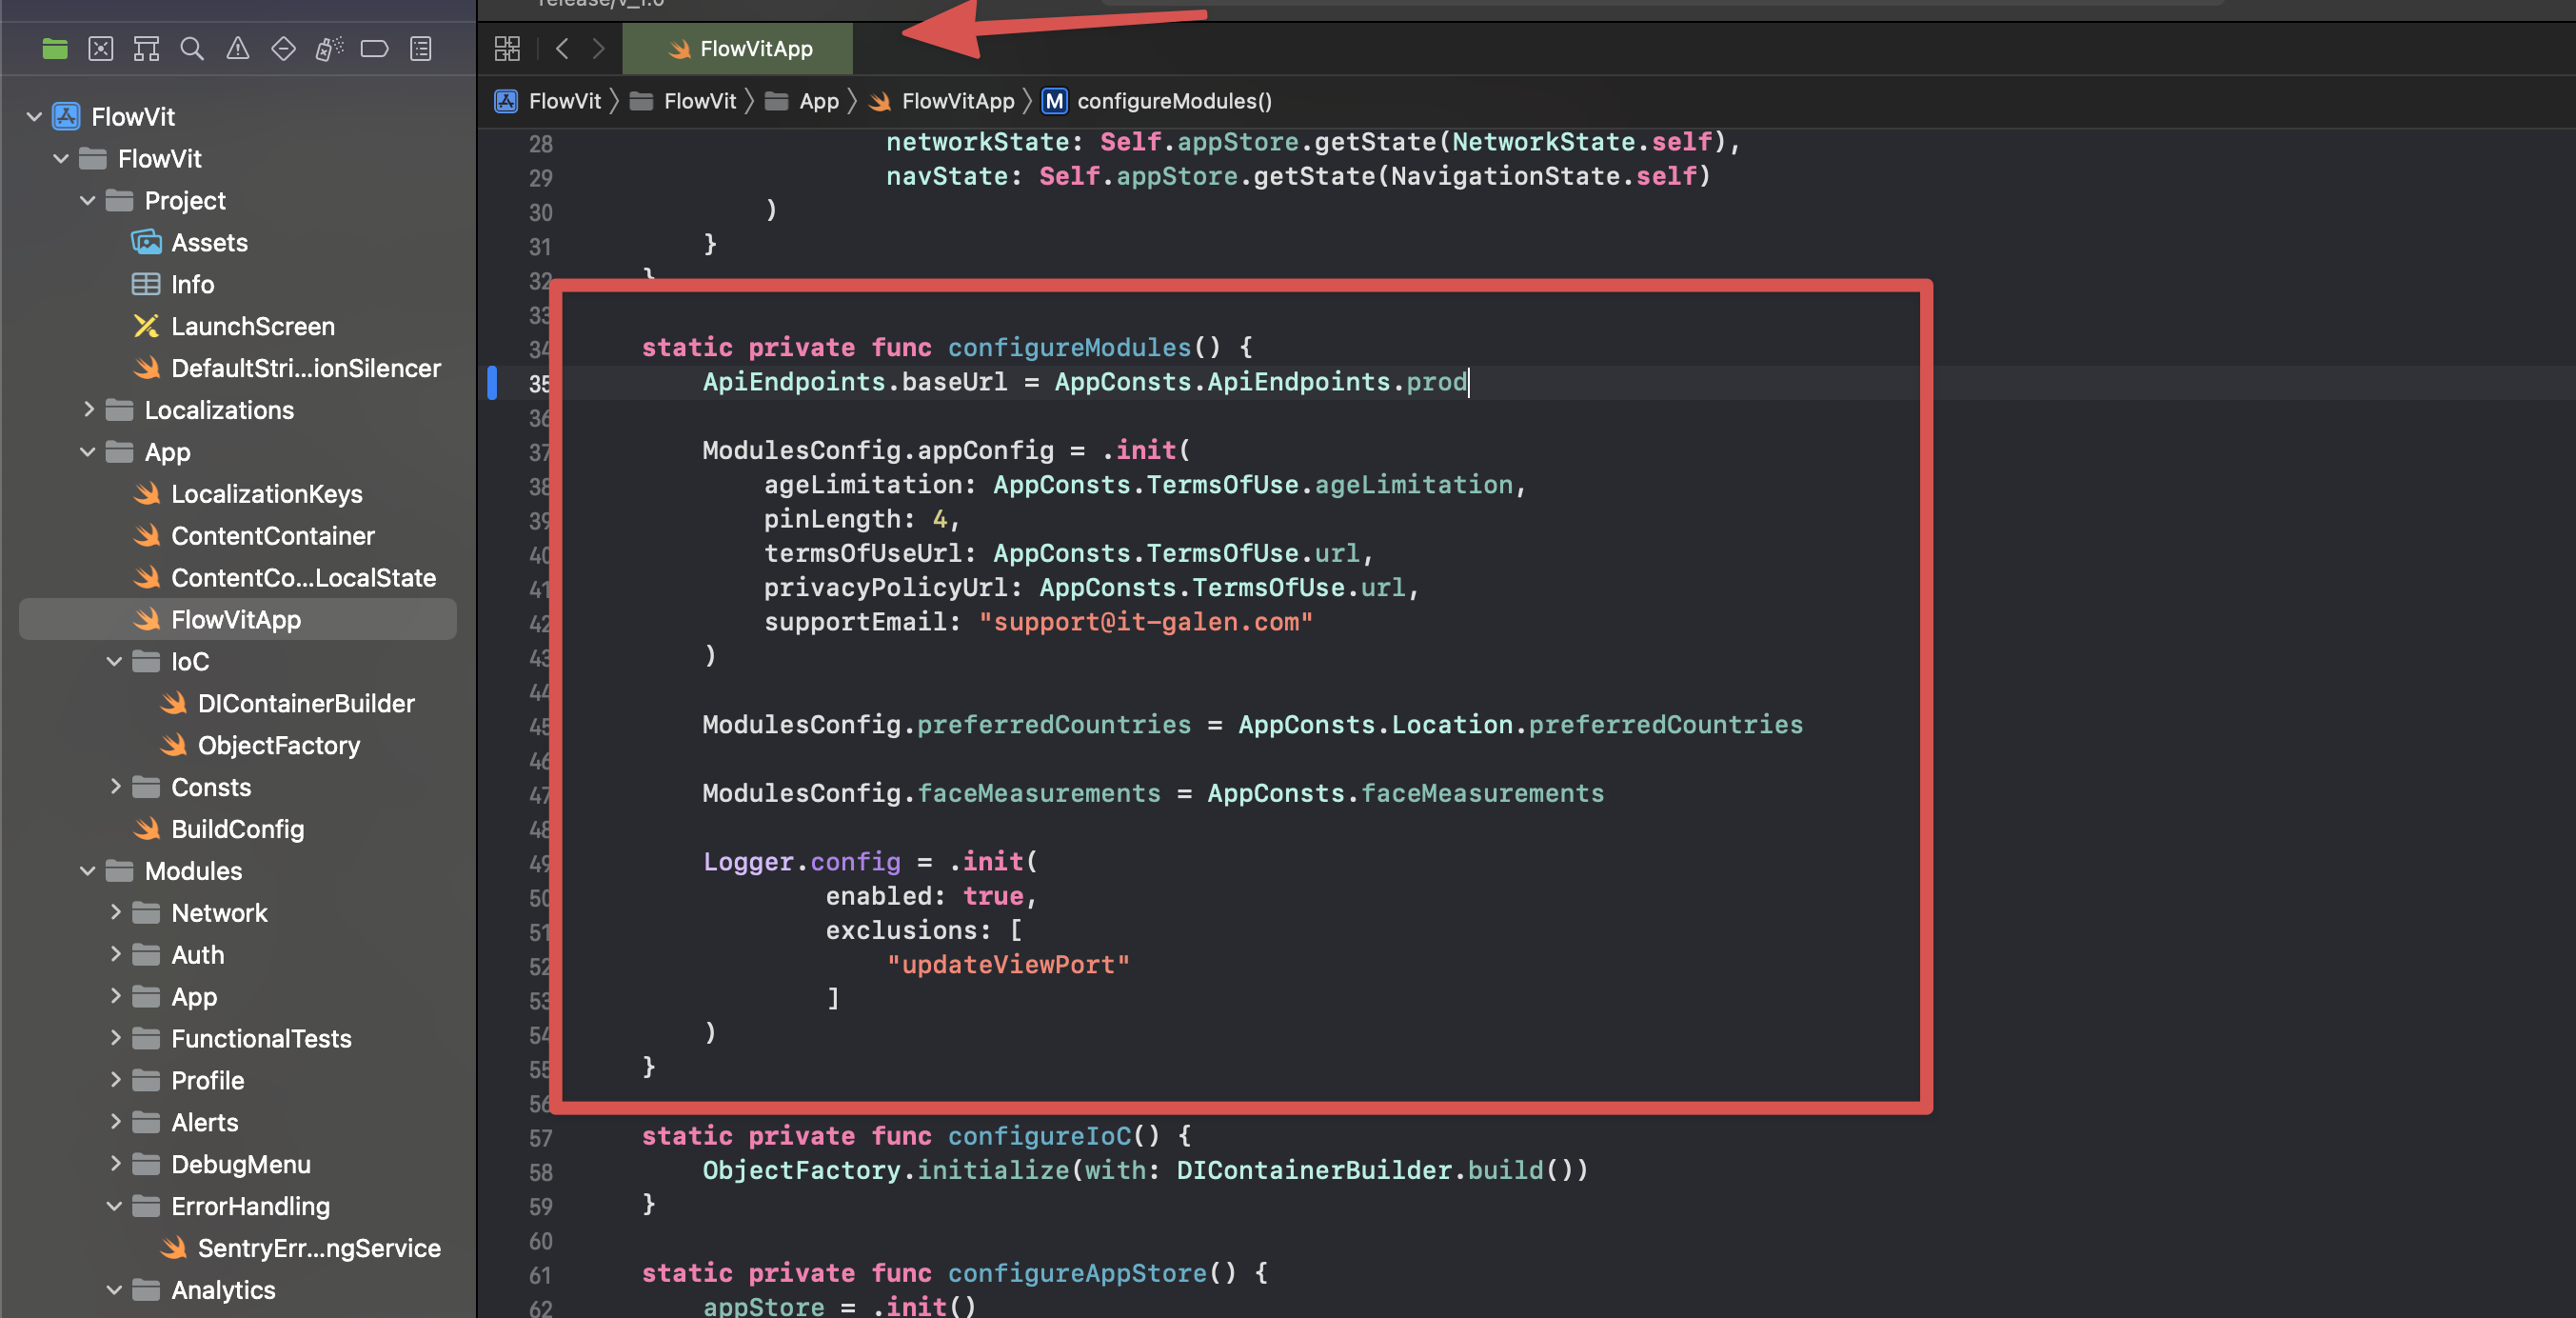 release/v_1.0
FlowVitApp
FlowVit
FlowVit
App
FlowVitApp
M
configureModules()
FlowVit
FlowVit
Project
Assets
Info
LaunchScreen
DefaultStri...ionSilencer
Localizations
App
LocalizationKeys
ContentContainer
ContentCo...LocalState
FlowVitApp
IoC
DIContainerBuilder
ObjectFactory
Consts
BuildConfig
Modules
Network
Auth
App
FunctionalTests
Profile
Alerts
DebugMenu
ErrorHandling
SentryErr...ngService
Analytics
28 networkState: Self.appStore.getState(NetworkState.self),
29 navState: Self.appStore.getState(NavigationState.self)
30 )
31 }
32 }
33
34 static private func configureModules() {
35 ApiEndpoints.baseUrl = AppConsts.ApiEndpoints.prod
36
37 ModulesConfig.appConfig = .init(
38 ageLimitation: AppConsts.TermsOfUse.ageLimitation,
39 pinLength: 4,
40 termsOfUseUrl: AppConsts.TermsOfUse.url,
41 privacyPolicyUrl: AppConsts.TermsOfUse.url,
42 supportEmail: "support@it-galen.com"
43 )
44
45 ModulesConfig.preferredCountries = AppConsts.Location.preferredCountries
46
47 ModulesConfig.faceMeasurements = AppConsts.faceMeasurements
48
49 Logger.config = .init(
50 enabled: true,
51 exclusions: [
52 "updateViewPort"
53 ]
54 )
55 }
56
57 static private func configureIoC() {
58 ObjectFactory.initialize(with: DIContainerBuilder.build())
59 }
60
61 static private func configureAppStore() {
62 appStore = .init()